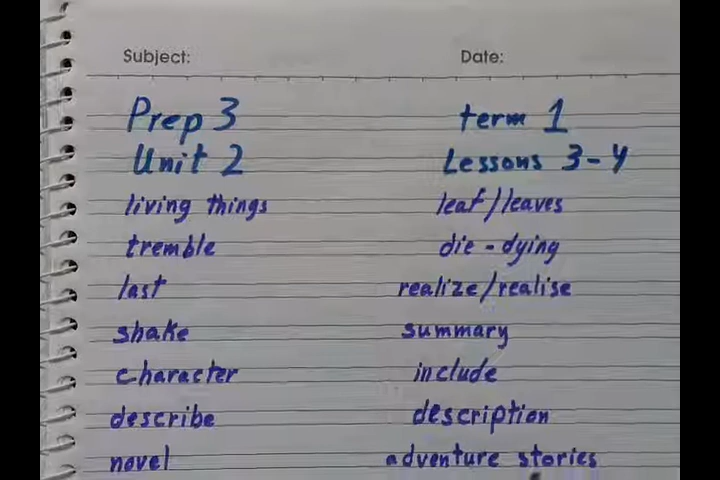 Subject: Date:
Prep 3 term 1
Unit 2 Lessons 3-4
living things leaf/leaves
tremble die - dying
last realize/realise
shake summary
character include
describe description
novel adventure stories